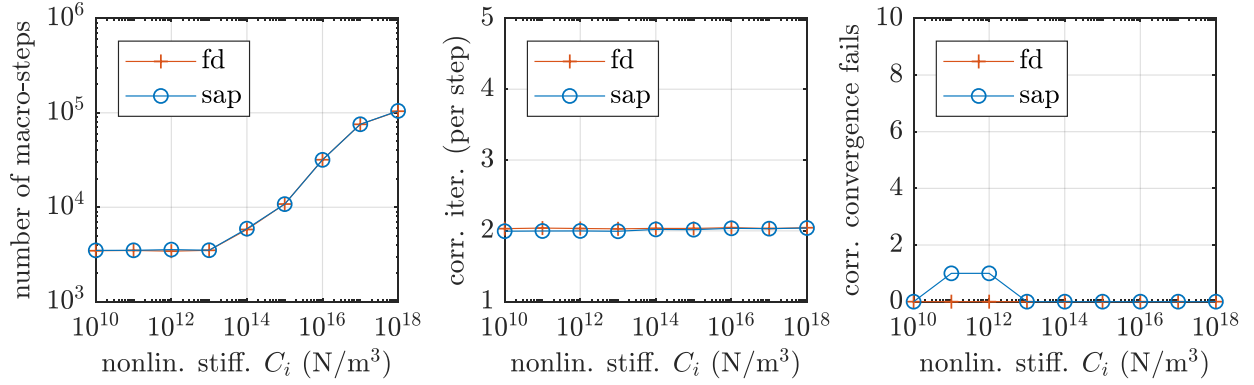 number of macro-steps
10^6
10^5
10^4
10^3
fd
sap
10^10 10^12 10^14 10^16 10^18
nonlin. stiff. C_i (N/m^3)
corr. iter. (per step)
5
4
3
2
1
fd
sap
10^10 10^12 10^14 10^16 10^18
nonlin. stiff. C_i (N/m^3)
corr. convergence fails
10
8
6
4
2
0
fd
sap
10^10 10^12 10^14 10^16 10^18
nonlin. stiff. C_i (N/m^3)